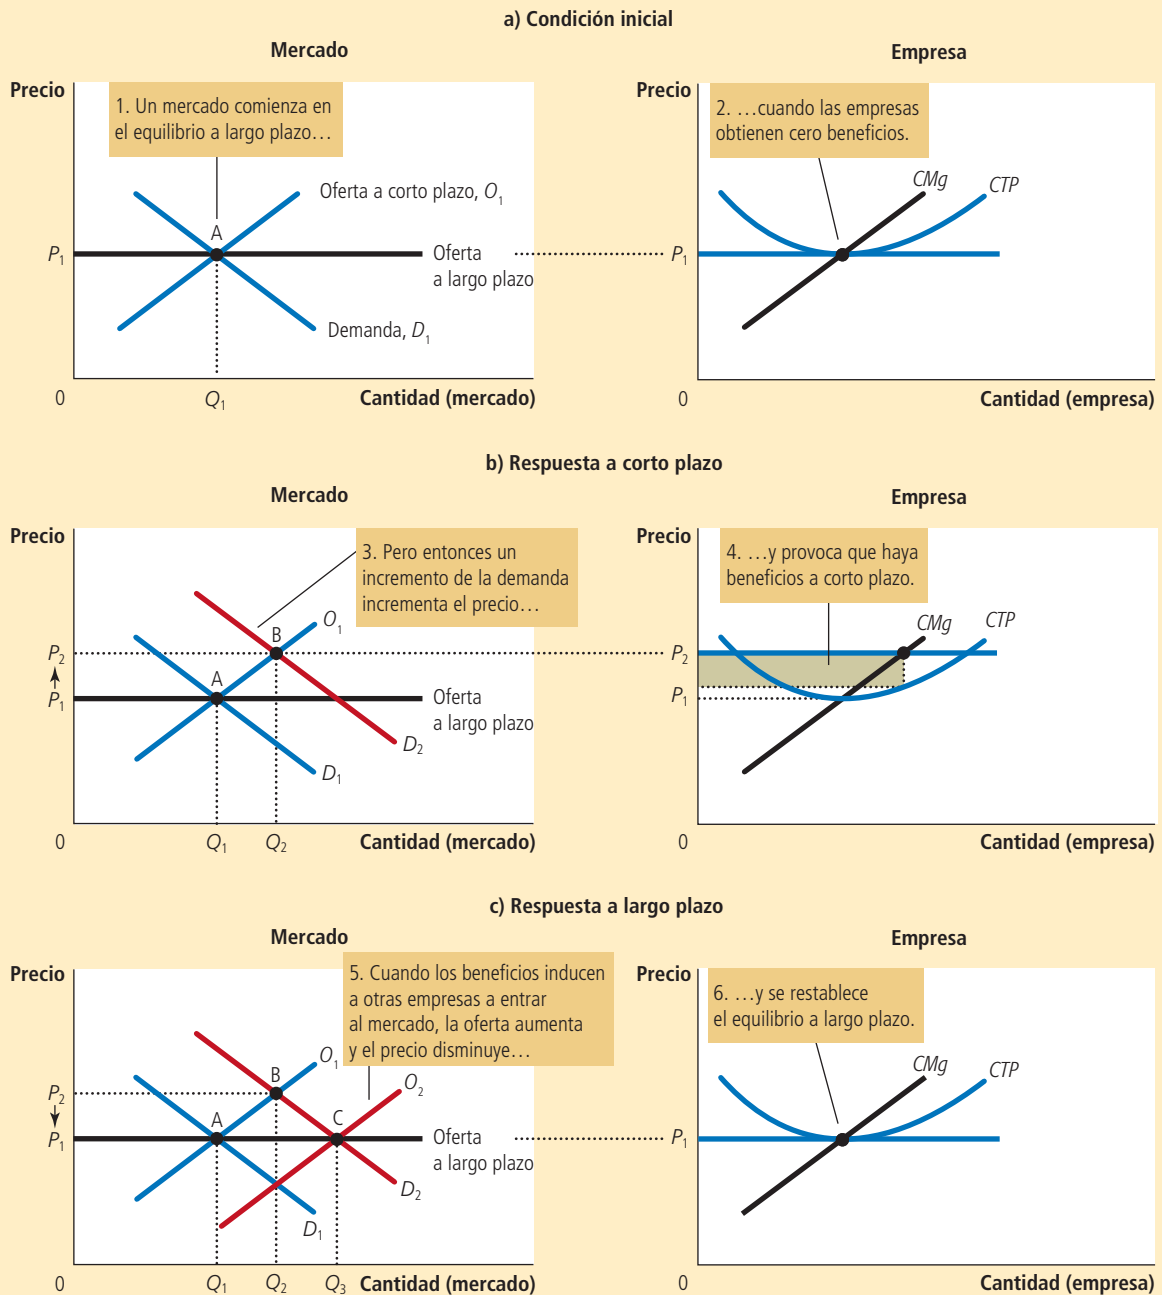 a) Condición inicial
Mercado
Precio
1. Un mercado comienza en
el equilibrio a largo plazo…
Oferta a corto plazo, O1
A
P1
Oferta
a largo plazo
Demanda, D1
0
Q1
Cantidad (mercado)
Empresa
Precio
2. …cuando las empresas
obtienen cero beneficios.
CMg
CTP
P1
0
Cantidad (empresa)
b) Respuesta a corto plazo
Mercado
Precio
3. Pero entonces un
incremento de la demanda
incrementa el precio…
O1
B
P2
A
P1
Oferta
a largo plazo
D2
D1
0
Q1
Q2
Cantidad (mercado)
Empresa
Precio
4. …y provoca que haya
beneficios a corto plazo.
CMg
CTP
P2
P1
0
Cantidad (empresa)
c) Respuesta a largo plazo
Mercado
Precio
5. Cuando los beneficios inducen
a otras empresas a entrar
al mercado, la oferta aumenta
y el precio disminuye…
O1
B
O2
P2
A
C
P1
Oferta
a largo plazo
D2
D1
0
Q1
Q2
Q3
Cantidad (mercado)
Empresa
Precio
6. …y se restablece
el equilibrio a largo plazo.
CMg
CTP
P1
0
Cantidad (empresa)